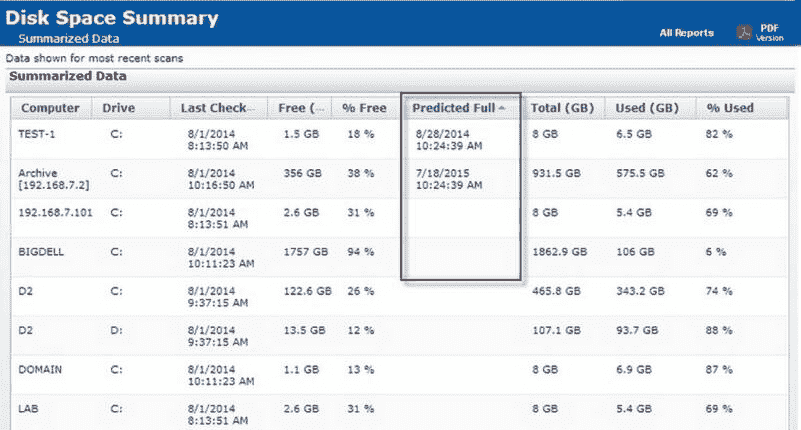 Disk Space Summary
Summarized Data
All Reports
PDF
Version
Data shown for most recent scans
Summarized Data
Computer Drive Last Check... Free (... % Free Predicted Full Total (GB) Used (GB) % Used
TEST-1 C: 8/1/2014 1.5 GB 18 % 8/28/2014 8 GB 6.5 GB 82 %
8:13:50 AM 10:24:39 AM
Archive C: 8/1/2014 356 GB 38 % 7/18/2015 931.5 GB 575.5 GB 62 %
[192.168.7.2] 10:16:50 AM 10:24:39 AM
192.168.7.101 C: 8/1/2014 2.6 GB 31 % 8 GB 5.4 GB 69 %
8:13:51 AM
BIGDELL C: 8/1/2014 1757 GB 94 % 1862.9 GB 106 GB 6 %
10:11:23 AM
D2 C: 8/1/2014 122.6 GB 26 % 465.8 GB 343.2 GB 74 %
9:37:15 AM
D2 D: 8/1/2014 13.5 GB 12 % 107.1 GB 93.7 GB 88 %
9:37:15 AM
DOMAIN C: 8/1/2014 1.1 GB 13 % 8 GB 6.9 GB 87 %
10:11:23 AM
LAB C: 8/1/2014 2.6 GB 31 % 8 GB 5.4 GB 69 %
8:13:51 AM